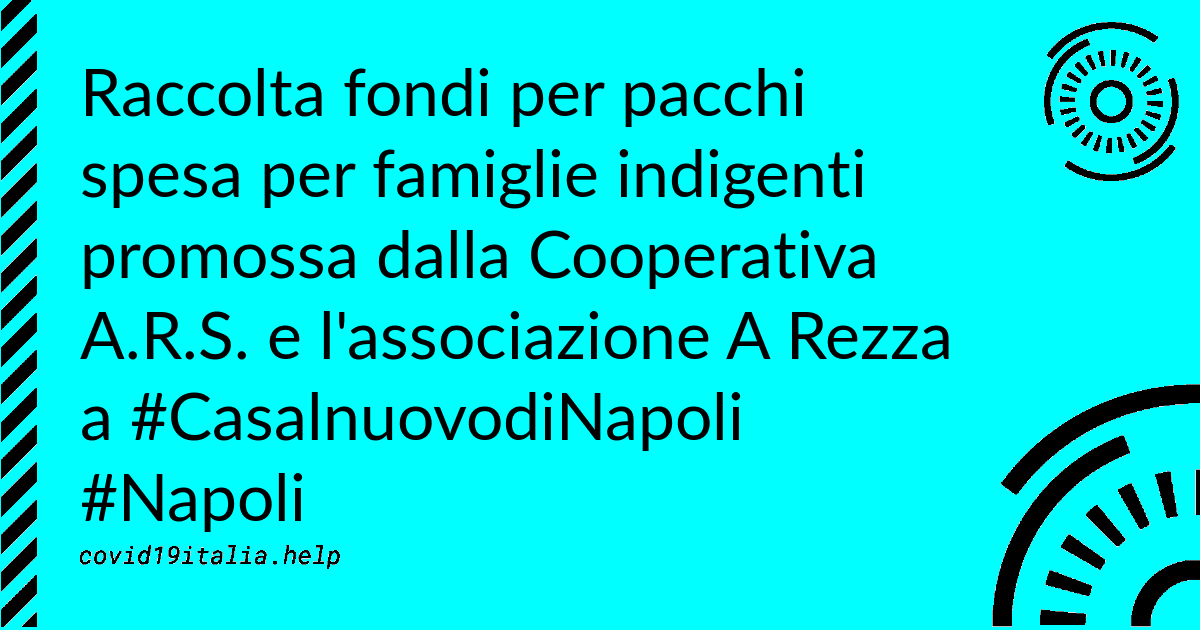 Raccolta fondi per pacchi
spesa per famiglie indigenti
promossa dalla Cooperativa
A.R.S. e l'associazione A Rezza
a #CasalnuovodiNapoli
#Napoli
covid19italia.help